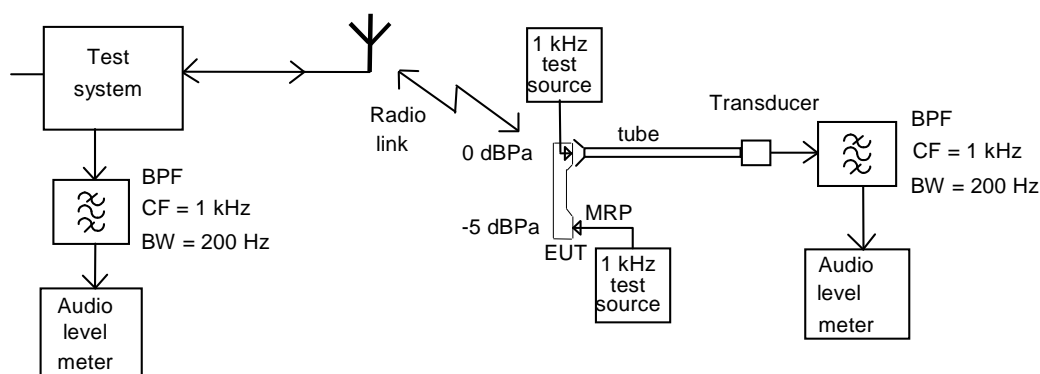 Test
system
Radio
link
BPF
CF = 1 kHz
BW = 200 Hz
Audio
level
meter
1 kHz
test
source
0 dBPa
-5 dBPa
MRP
EUT
1 kHz
test
source
tube
Transducer
BPF
CF = 1 kHz
BW = 200 Hz
Audio
level
meter